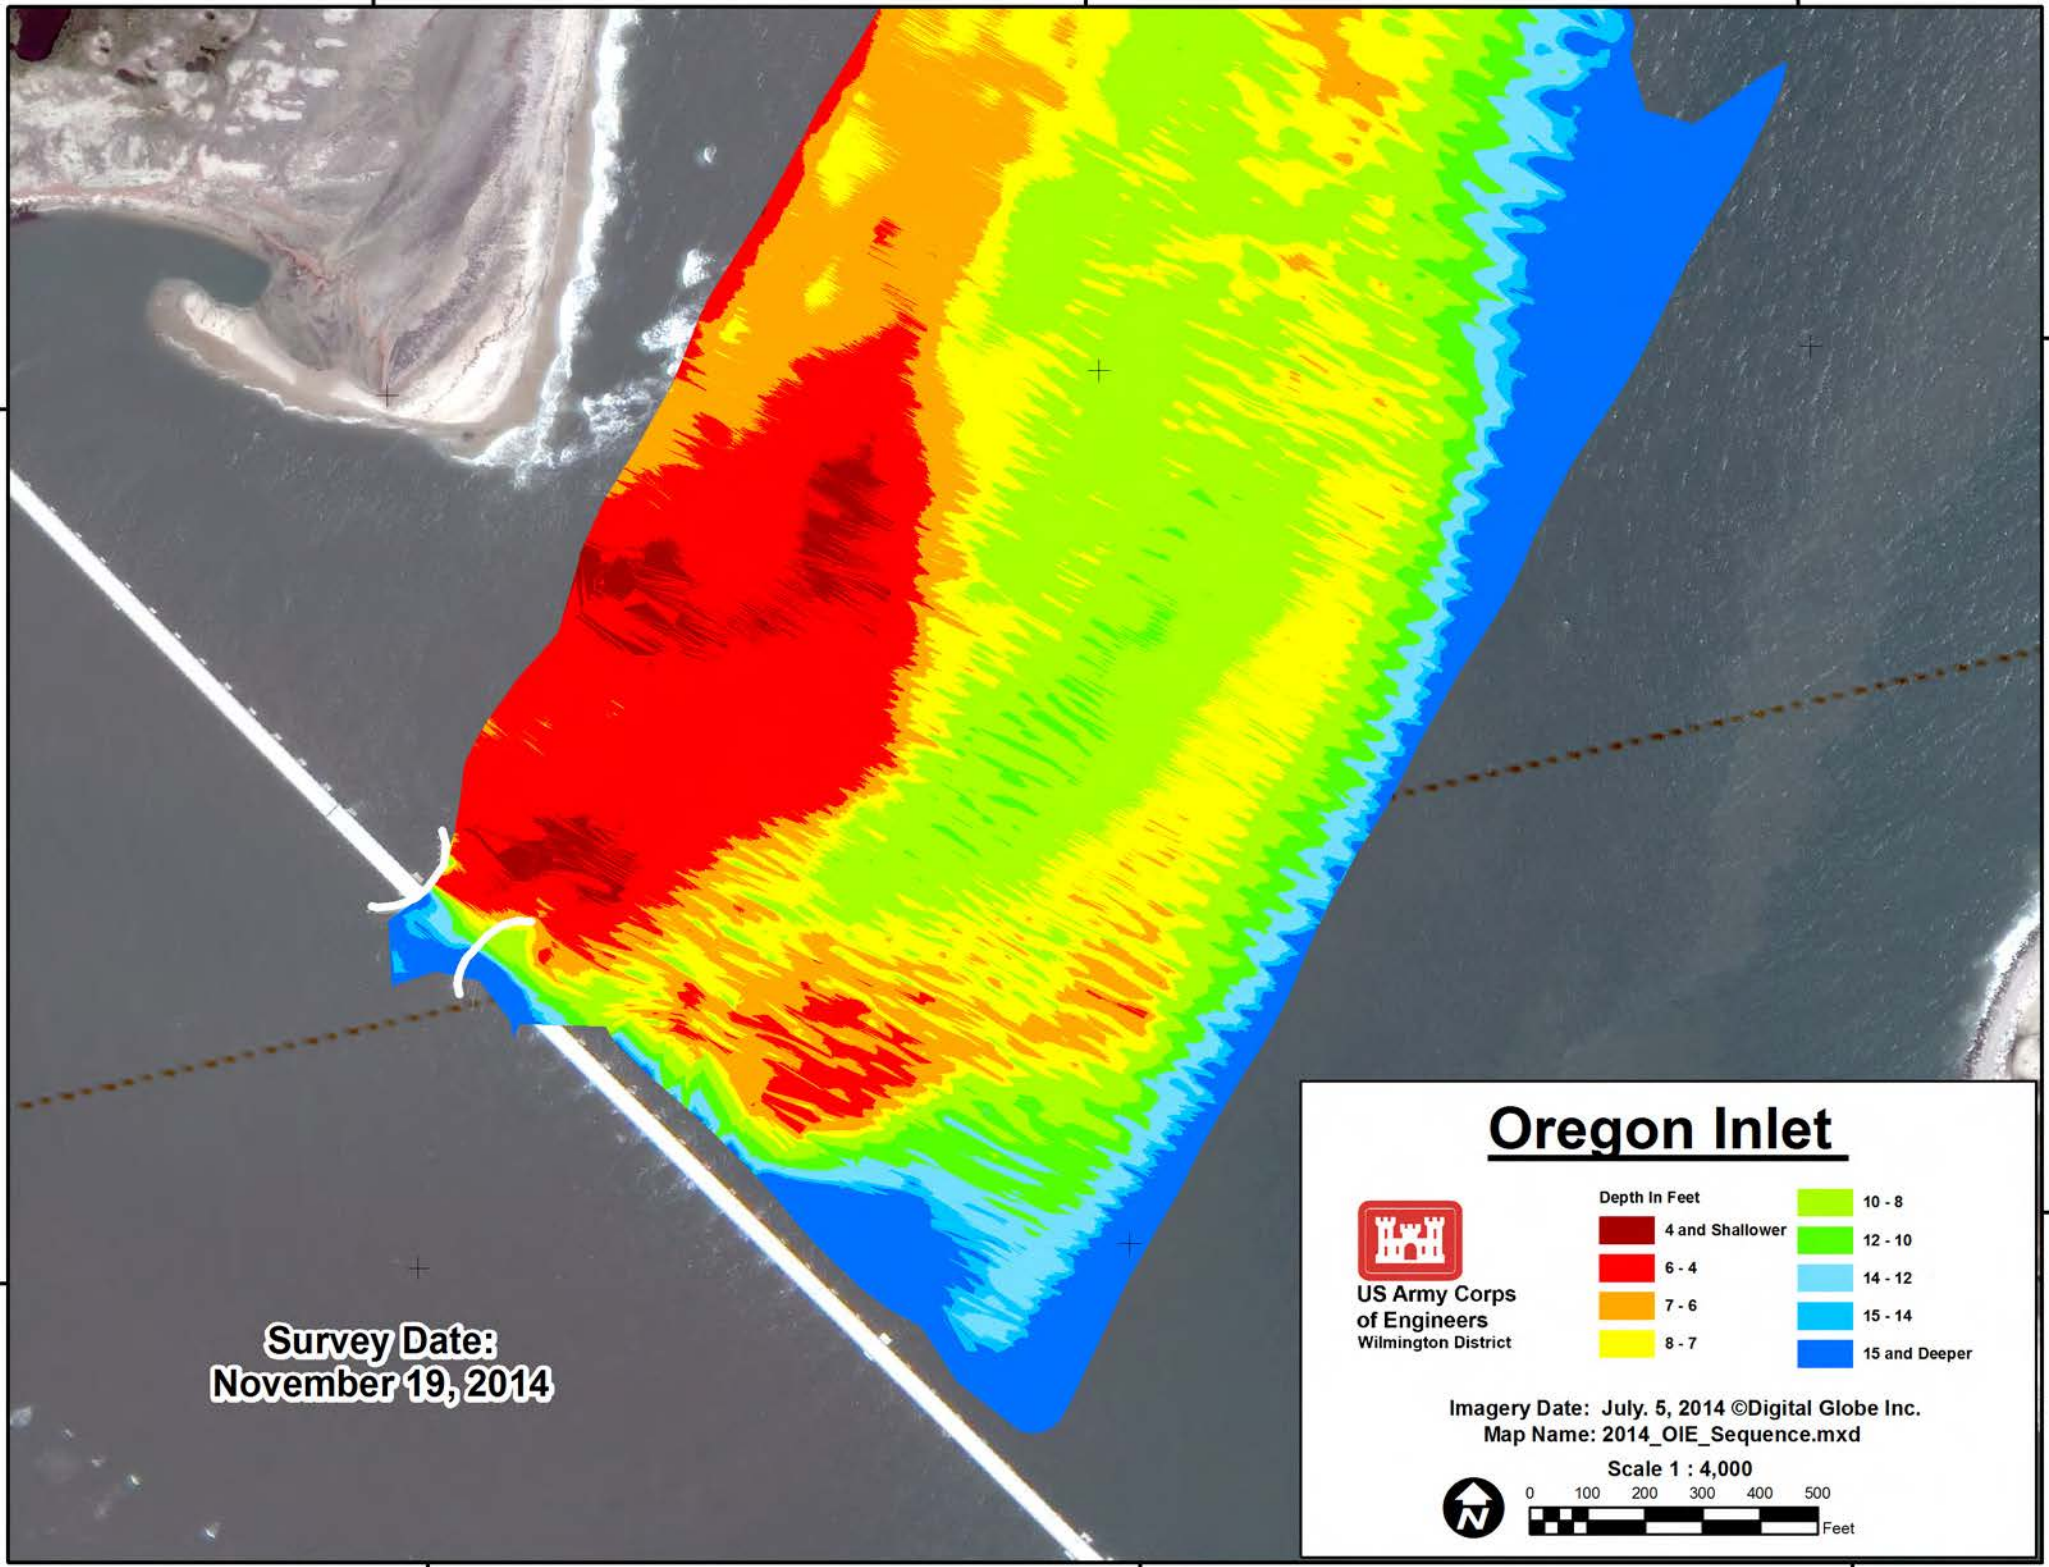 Oregon Inlet
Depth In Feet
4 and Shallower
6 - 4
7 - 6
8 - 7
10 - 8
12 - 10
14 - 12
15 - 14
15 and Deeper
US Army Corps
of Engineers
Wilmington District
Imagery Date: July. 5, 2014 ©Digital Globe Inc.
Map Name: 2014_OIE_Sequence.mxd
Scale 1 : 4,000
0 100 200 300 400 500
Feet
N
Survey Date:
November 19, 2014